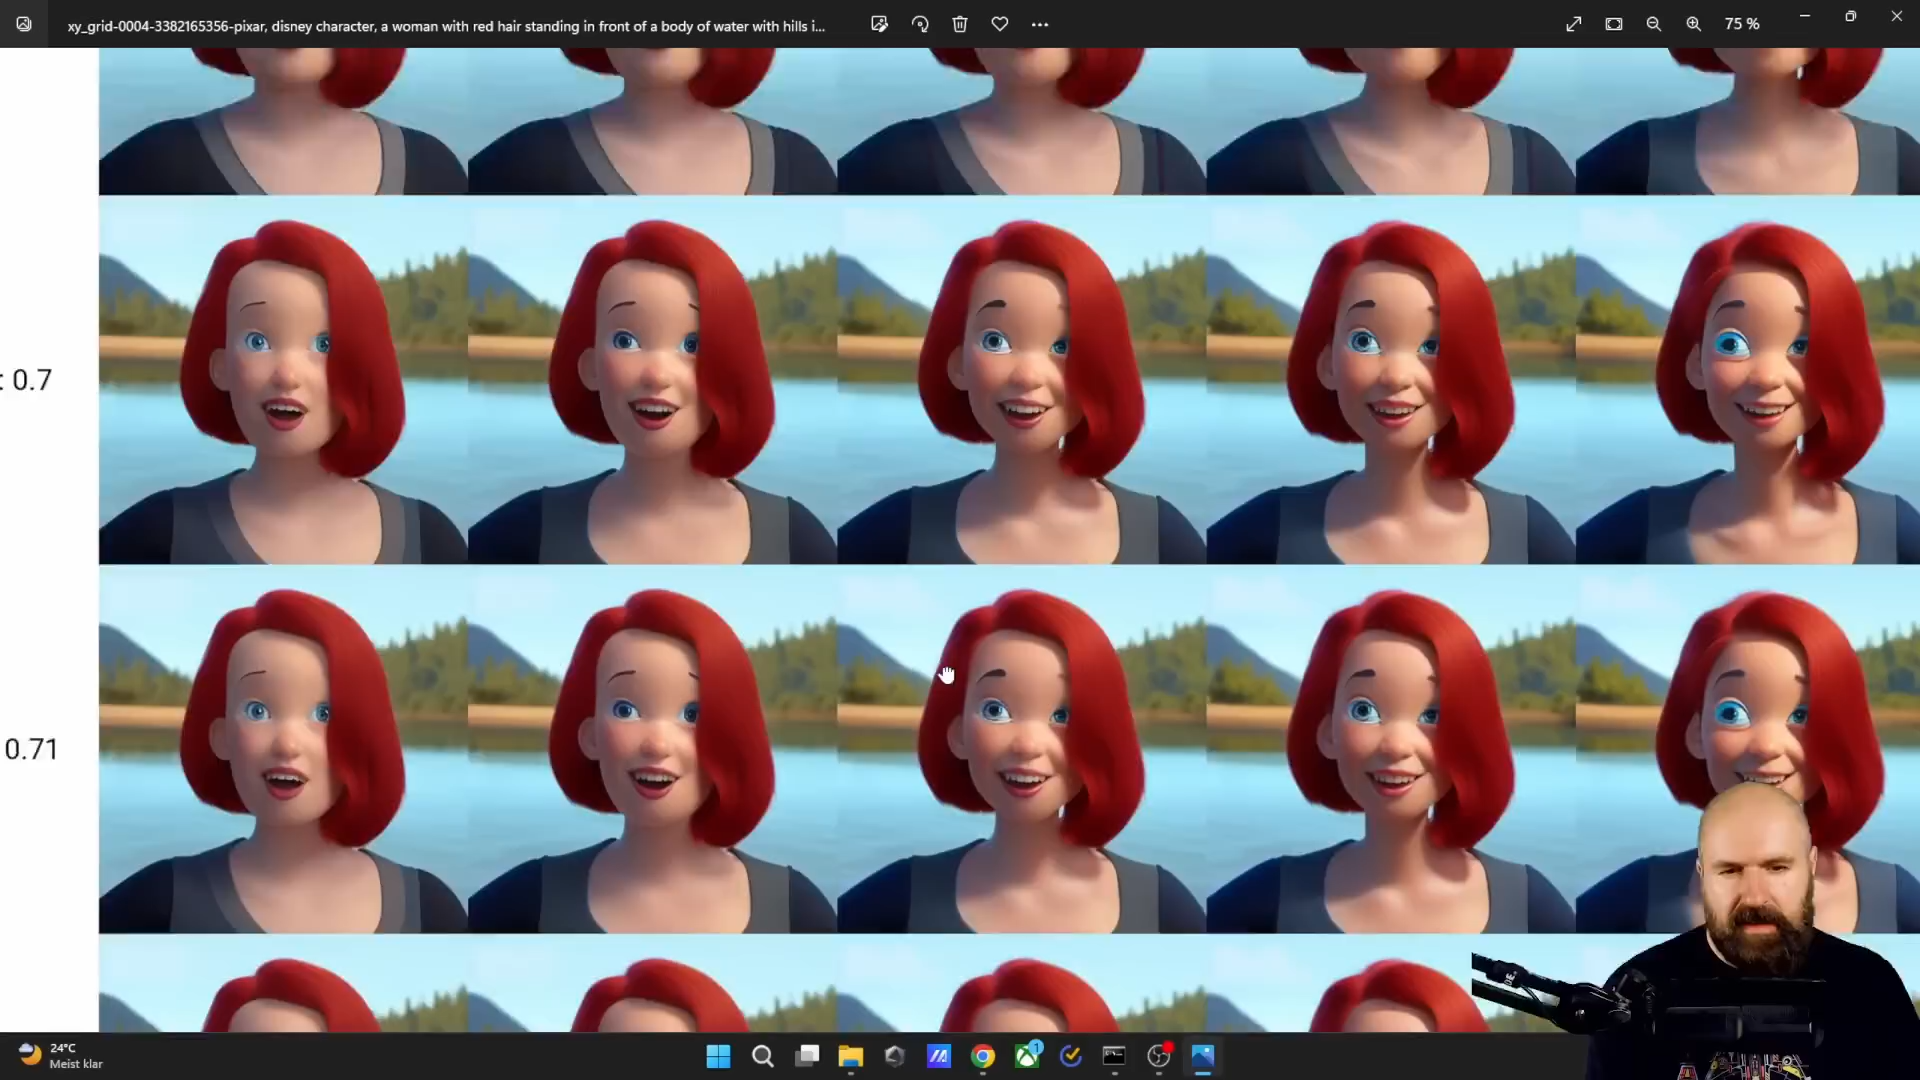 xy_grid-0004-3382165356-pixar, disney character, a woman with red hair standing in front of a body of water with hills i...
75 %
: 0.7
0.71
24°C
Meist klar
1